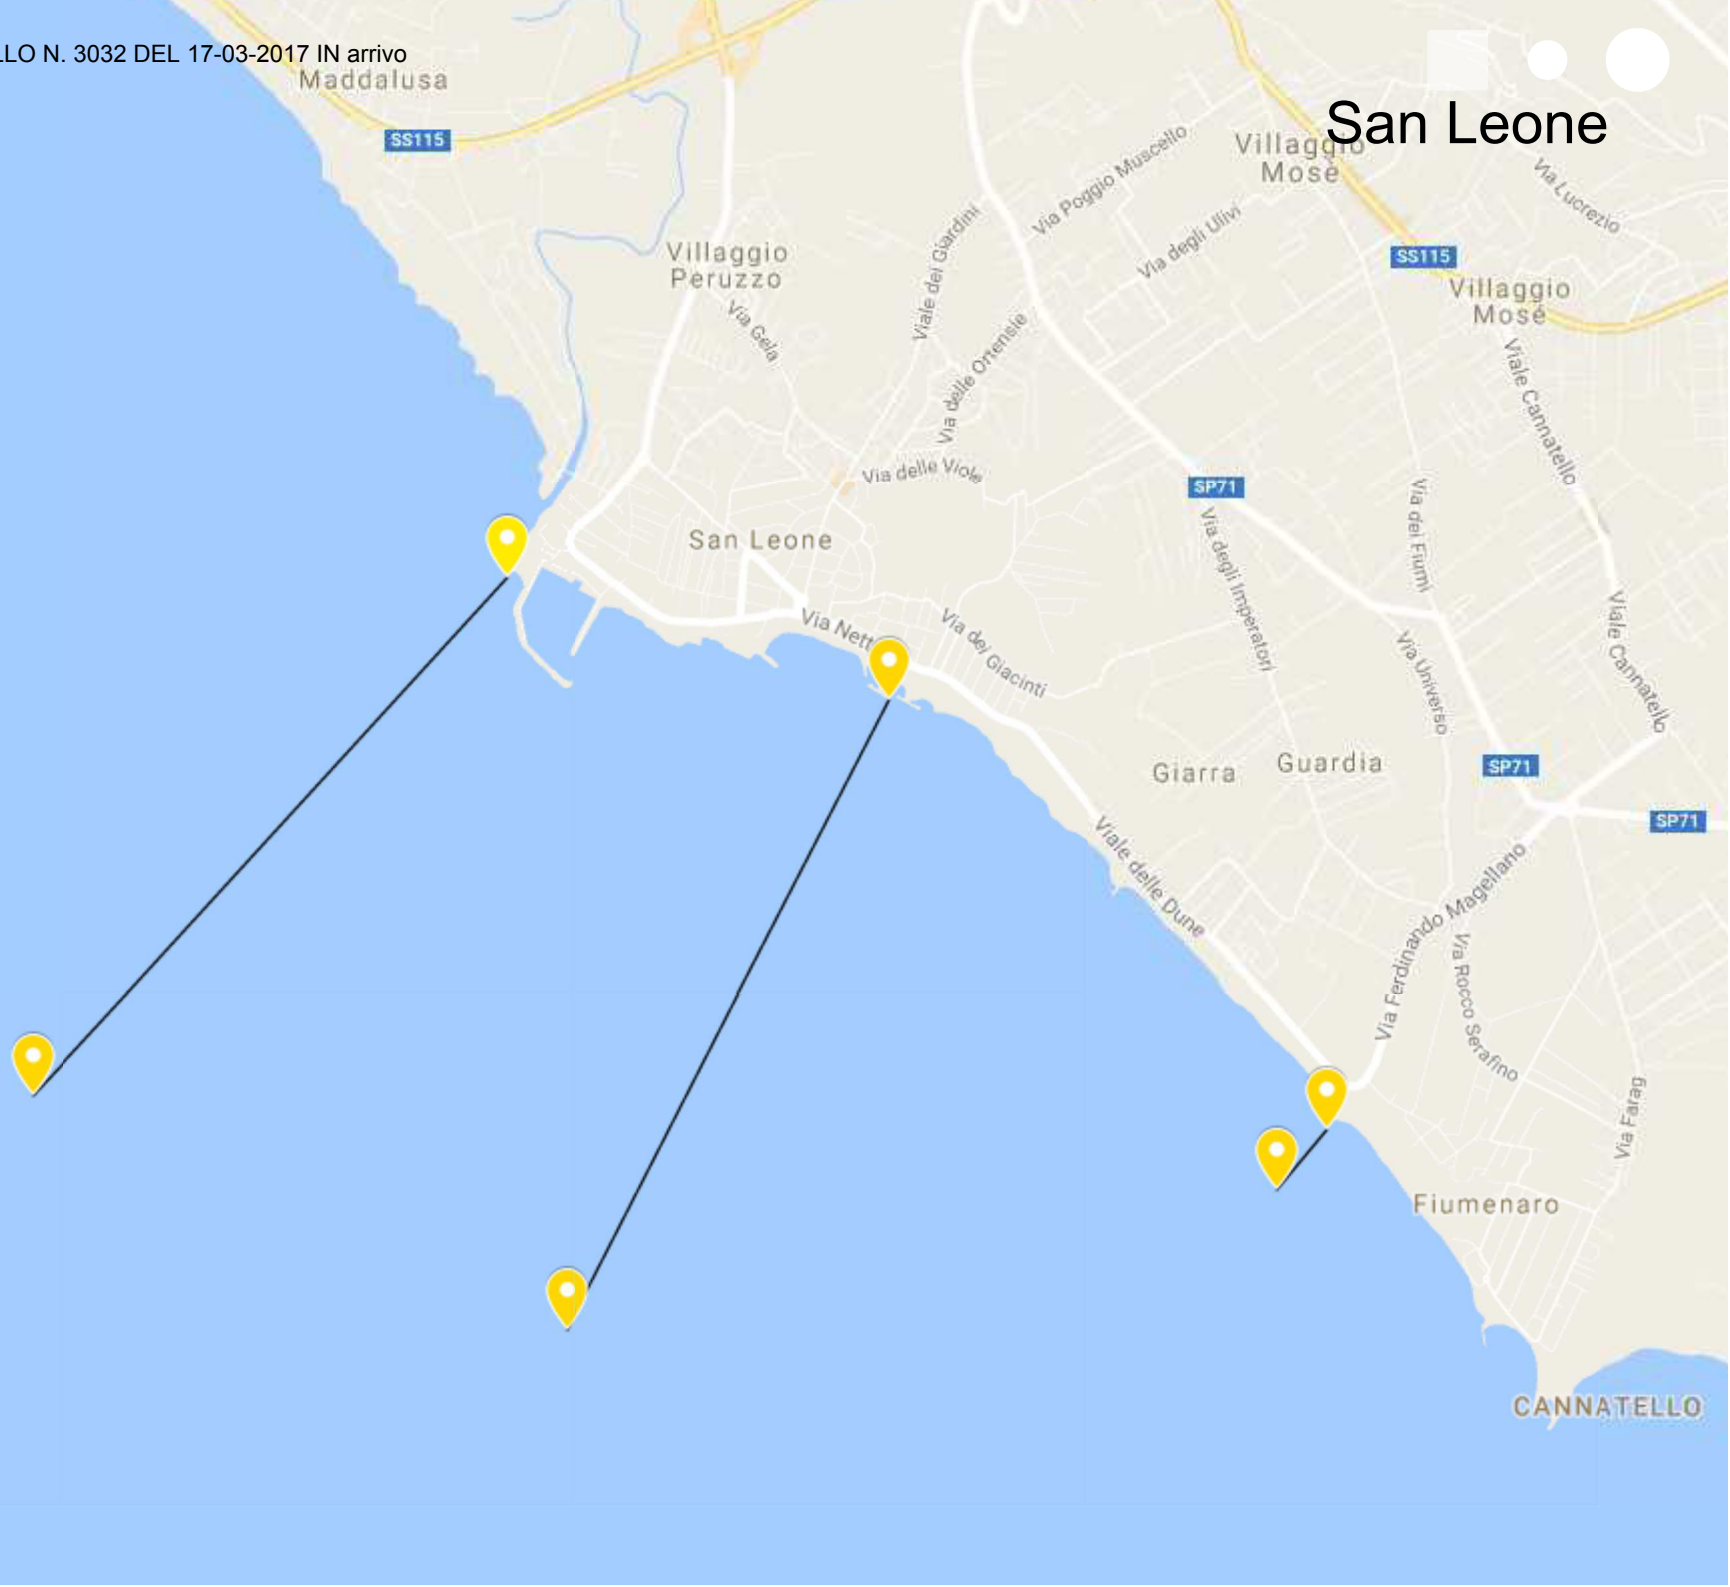 LLO N. 3032 DEL 17-03-2017 IN arrivo
San Leone
Maddalusa
SS115
Villaggio
Mosé
Via Poggio Muscello
Via Lucrezio
Via degli Ulivi
Viale dei Giardini
Villaggio
Peruzzo
SS115
Villaggio
Mosé
Via Gela
Via delle Ortensie
Viale Cannatello
Via delle Viole
SP71
Via dei Fiumi
San Leone
Via degli Imperatori
Via Nett
Via dei Giacinti
Viale Cannatello
Via Universo
Giarra
Guardia
SP71
SP71
Viale delle Dune
Via Ferdinando Magellano
Via Rocco Serafino
Via Farag
Fiumenaro
CANNATELLO